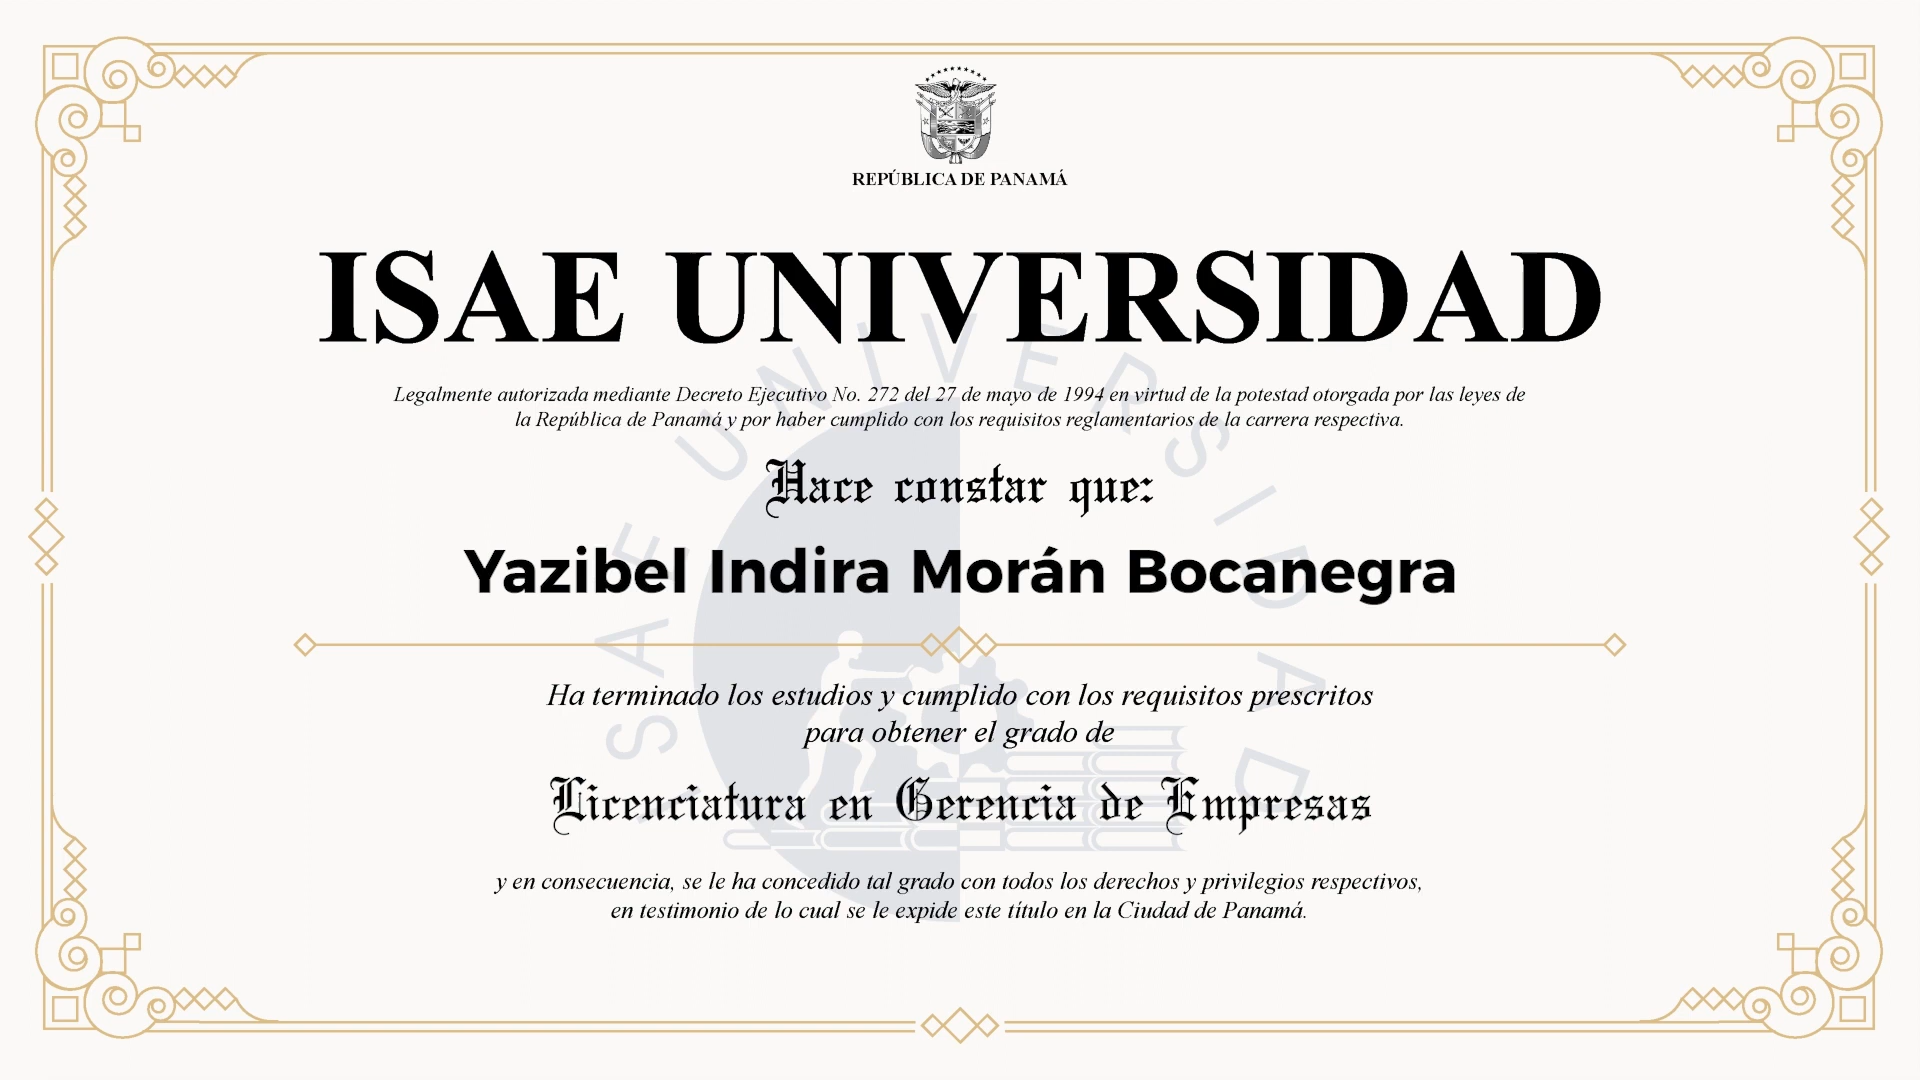 REPÚBLICA DE PANAMÁ
ISAE UNIVERSIDAD
Legalmente autorizada mediante Decreto Ejecutivo No. 272 del 27 de mayo de 1994 en virtud de la potestad otorgada por las leyes de
la República de Panamá y por haber cumplido con los requisitos reglamentarios de la carrera respectiva.
Hace constar que:
Yazibel Indira Morán Bocanegra
Ha terminado los estudios y cumplido con los requisitos prescritos
para obtener el grado de
Licenciatura en Gerencia de Empresas
y en consecuencia, se le ha concedido tal grado con todos los derechos y privilegios respectivos,
en testimonio de lo cual se le expide este título en la Ciudad de Panamá.
ISAE UNIVERSIDAD